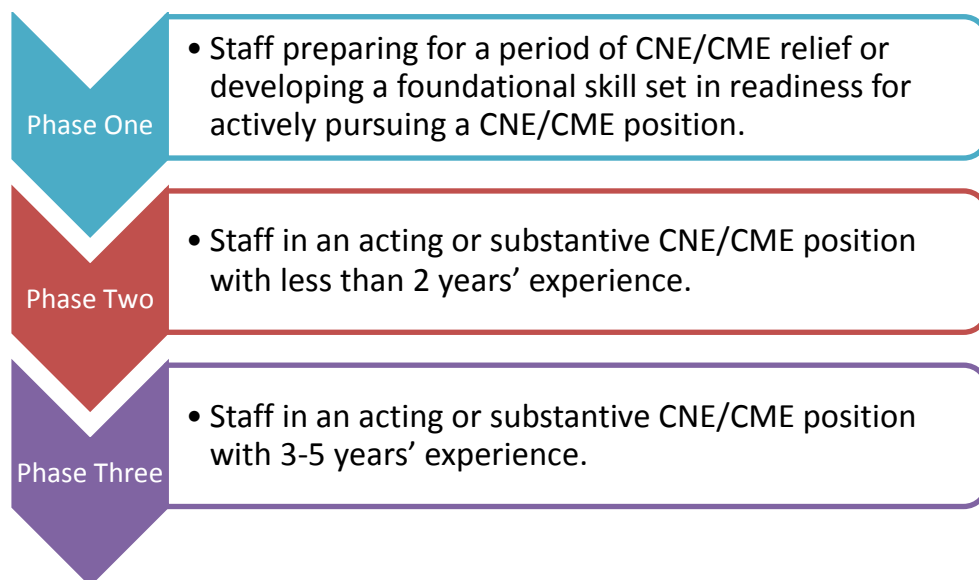 Phase One
• Staff preparing for a period of CNE/CME relief or
developing a foundational skill set in readiness for
actively pursuing a CNE/CME position.
Phase Two
• Staff in an acting or substantive CNE/CME position
with less than 2 years’ experience.
Phase Three
• Staff in an acting or substantive CNE/CME position
with 3-5 years’ experience.